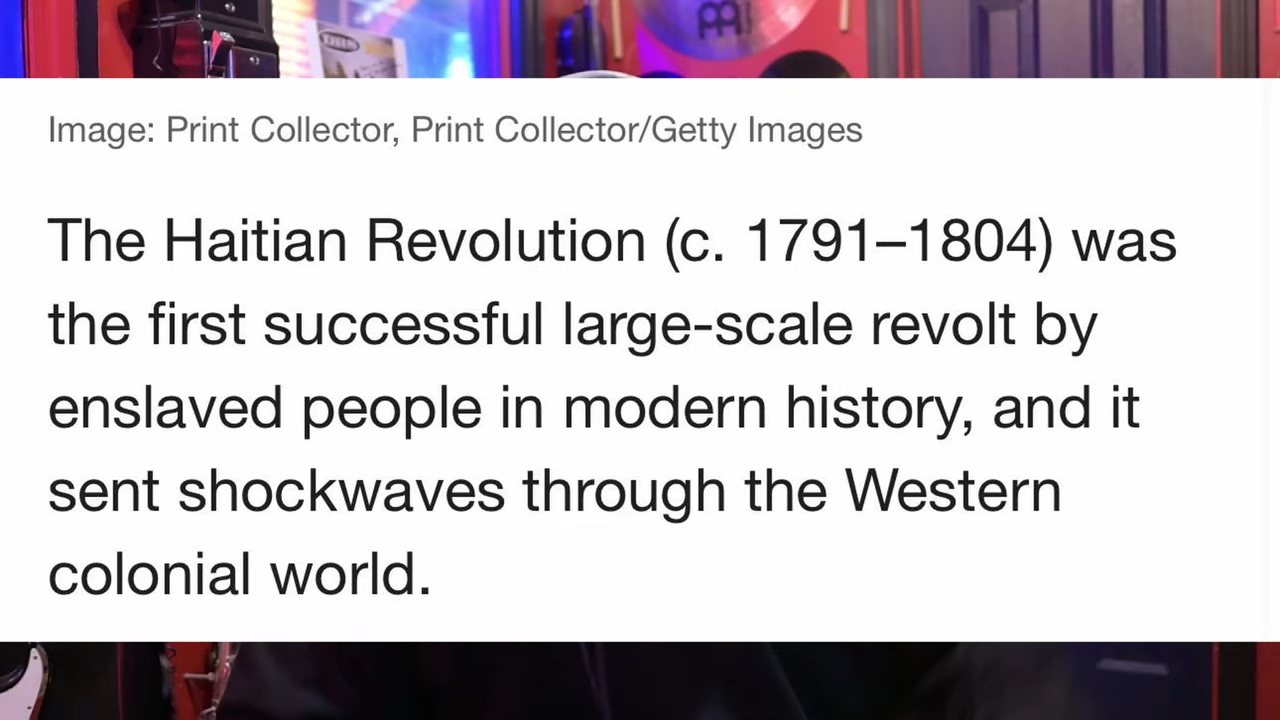 Image: Print Collector, Print Collector/Getty Images
The Haitian Revolution (c. 1791–1804) was
the first successful large-scale revolt by
enslaved people in modern history, and it
sent shockwaves through the Western
colonial world.